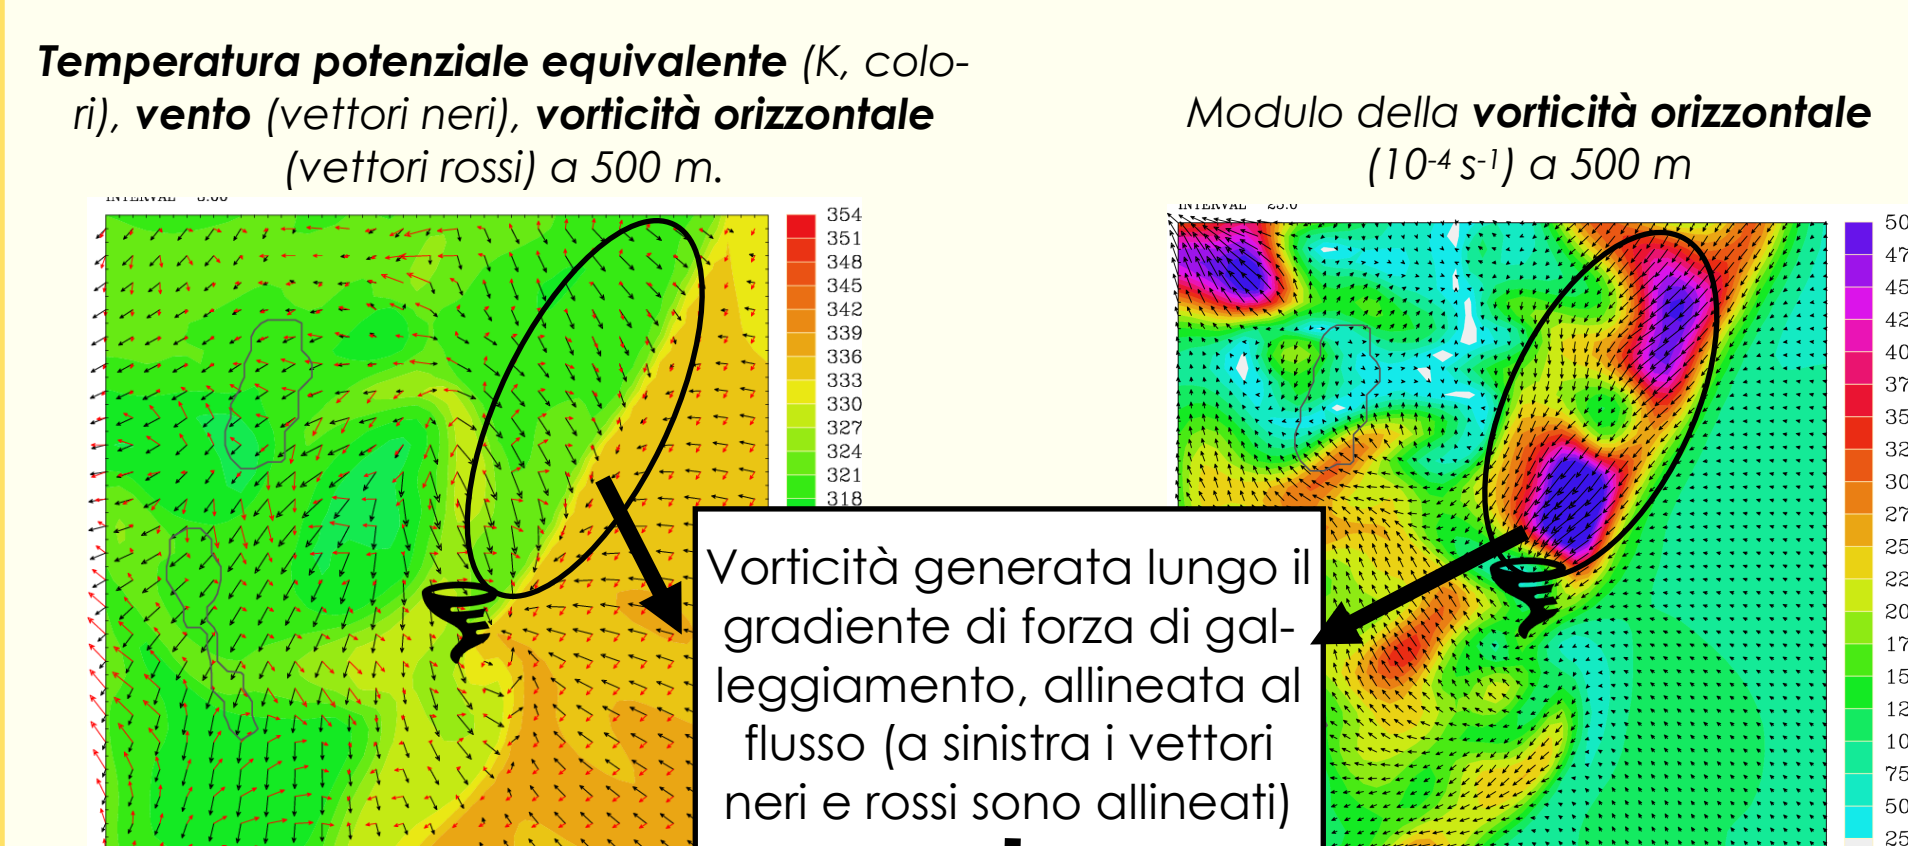 Temperatura potenziale equivalente (K, colo-
ri), vento (vettori neri), vorticità orizzontale
(vettori rossi) a 500 m.
Modulo della vorticità orizzontale
(10-4 s-1) a 500 m
354
351
348
345
342
339
336
333
330
327
324
321
318
Vorticità generata lungo il
gradiente di forza di gal-
leggiamento, allineata al
flusso (a sinistra i vettori
neri e rossi sono allineati)